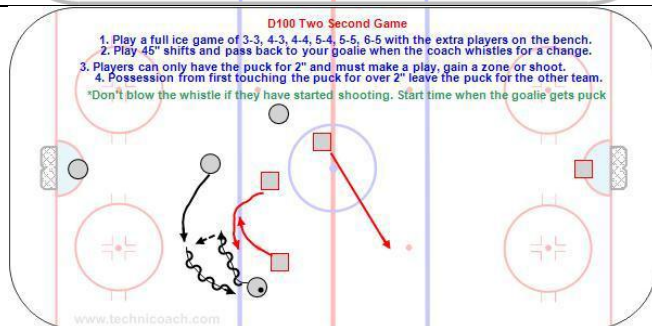 D100 Two Second Game
1. Play a full ice game of 3-3, 4-3, 4-4, 5-4, 5-5, 6-5 with the extra players on the bench.
2. Play 45" shifts and pass back to your goalie when the coach whistles for a change.
3. Players can only have the puck for 2" and must make a play, gain a zone or shoot.
4. Possession from first touching the puck for over 2" leave the puck for the other team.
*Don't blow the whistle if they have started shooting. Start time when the goalie gets puck
www.technicoach.com